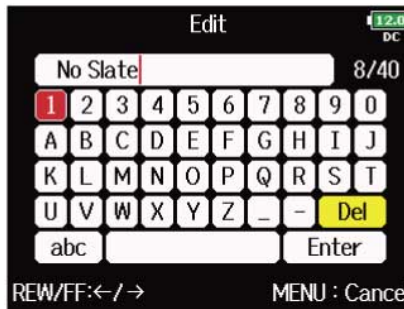 Edit
12.0
DC
No Slate
8/40
1 2 3 4 5 6 7 8 9 0
A B C D E F G H I J
K L M N O P Q R S T
U V W X Y Z _ - Del
abc Enter
REW/FF:←/→ MENU : Cance